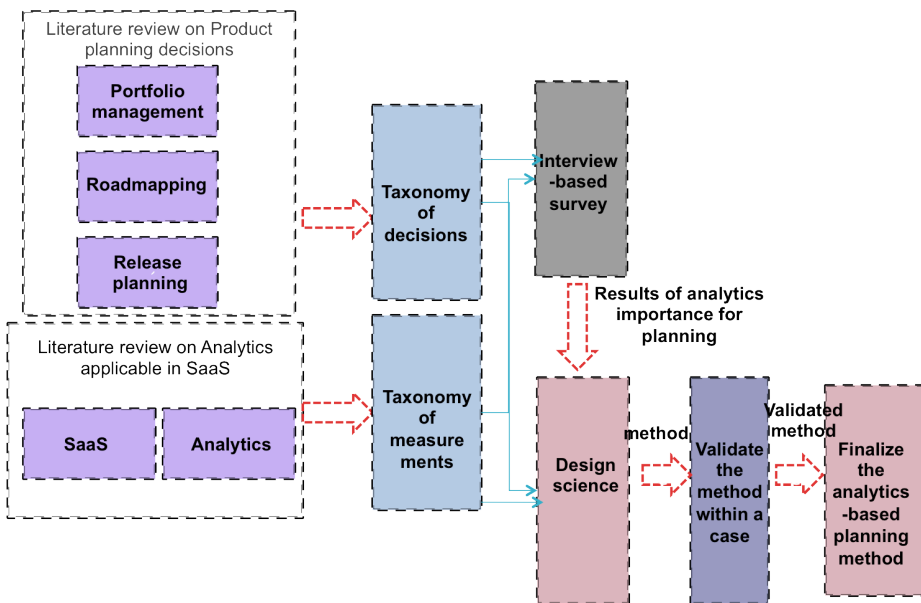 Literature review on Product
planning decisions
Portfolio
management
Roadmapping
Release
planning
Literature review on Analytics
applicable in SaaS
SaaS
Analytics
Taxonomy
of
decisions
Taxonomy
of
measure
ments
Interview
-based
survey
Results of analytics
importance for
planning
Design
science
method
Validate
the
method
within a
case
Validated
method
Finalize
the
analytics
-based
planning
method